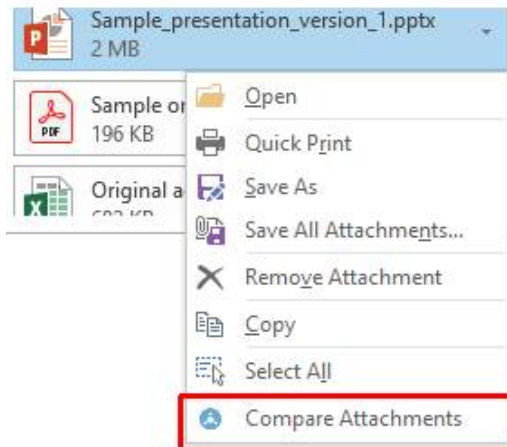 Sample_presentation_version_1.pptx
2 MB
Sample or
196 KB
Original a
Open
Quick Print
Save As
Save All Attachments...
Remove Attachment
Copy
Select All
Compare Attachments